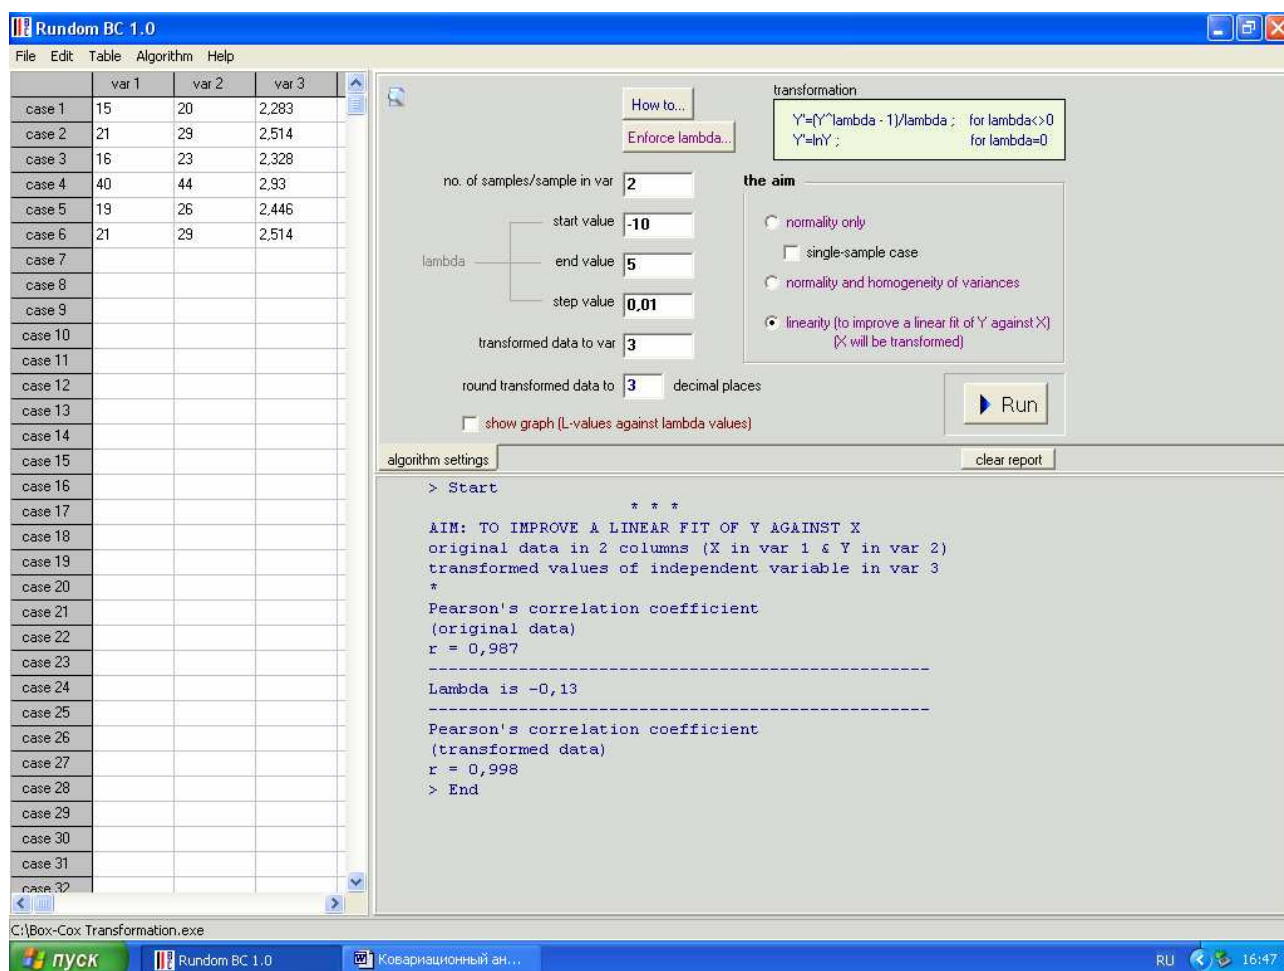 Rundom BC 1.0
File Edit Table Algorithm Help
var 1 var 2 var 3
case 1 15 20 2,283
case 2 21 29 2,514
case 3 16 23 2,328
case 4 40 44 2,93
case 5 19 26 2,446
case 6 21 29 2,514
case 7
case 8
case 9
case 10
case 11
case 12
case 13
case 14
case 15
case 16
case 17
case 18
case 19
case 20
case 21
case 22
case 23
case 24
case 25
case 26
case 27
case 28
case 29
case 30
case 31
case 32
How to...
Enforce lambda...
transformation
Y'=(Y^lambda - 1)/lambda ; for lambda<>0
Y'=lnY ; for lambda=0
no. of samples/sample in var 2
lambda
start value -10
end value 5
step value 0,01
transformed data to var 3
round transformed data to 3 decimal places
show graph (L-values against lambda values)
the aim
normality only
single-sample case
normality and homogeneity of variances
linearity (to improve a linear fit of Y against X)
(X will be transformed)
Run
algorithm settings
clear report
> Start
* * *
AIM: TO IMPROVE A LINEAR FIT OF Y AGAINST X
original data in 2 columns (X in var 1 & Y in var 2)
transformed values of independent variable in var 3
*
Pearson's correlation coefficient
(original data)
r = 0,987
--------------------------------------------------
Lambda is -0,13
--------------------------------------------------
Pearson's correlation coefficient
(transformed data)
r = 0,998
> End
C:\Box-Cox Transformation.exe
пуск
Rundom BC 1.0
Ковариационный ан...
RU 16:47